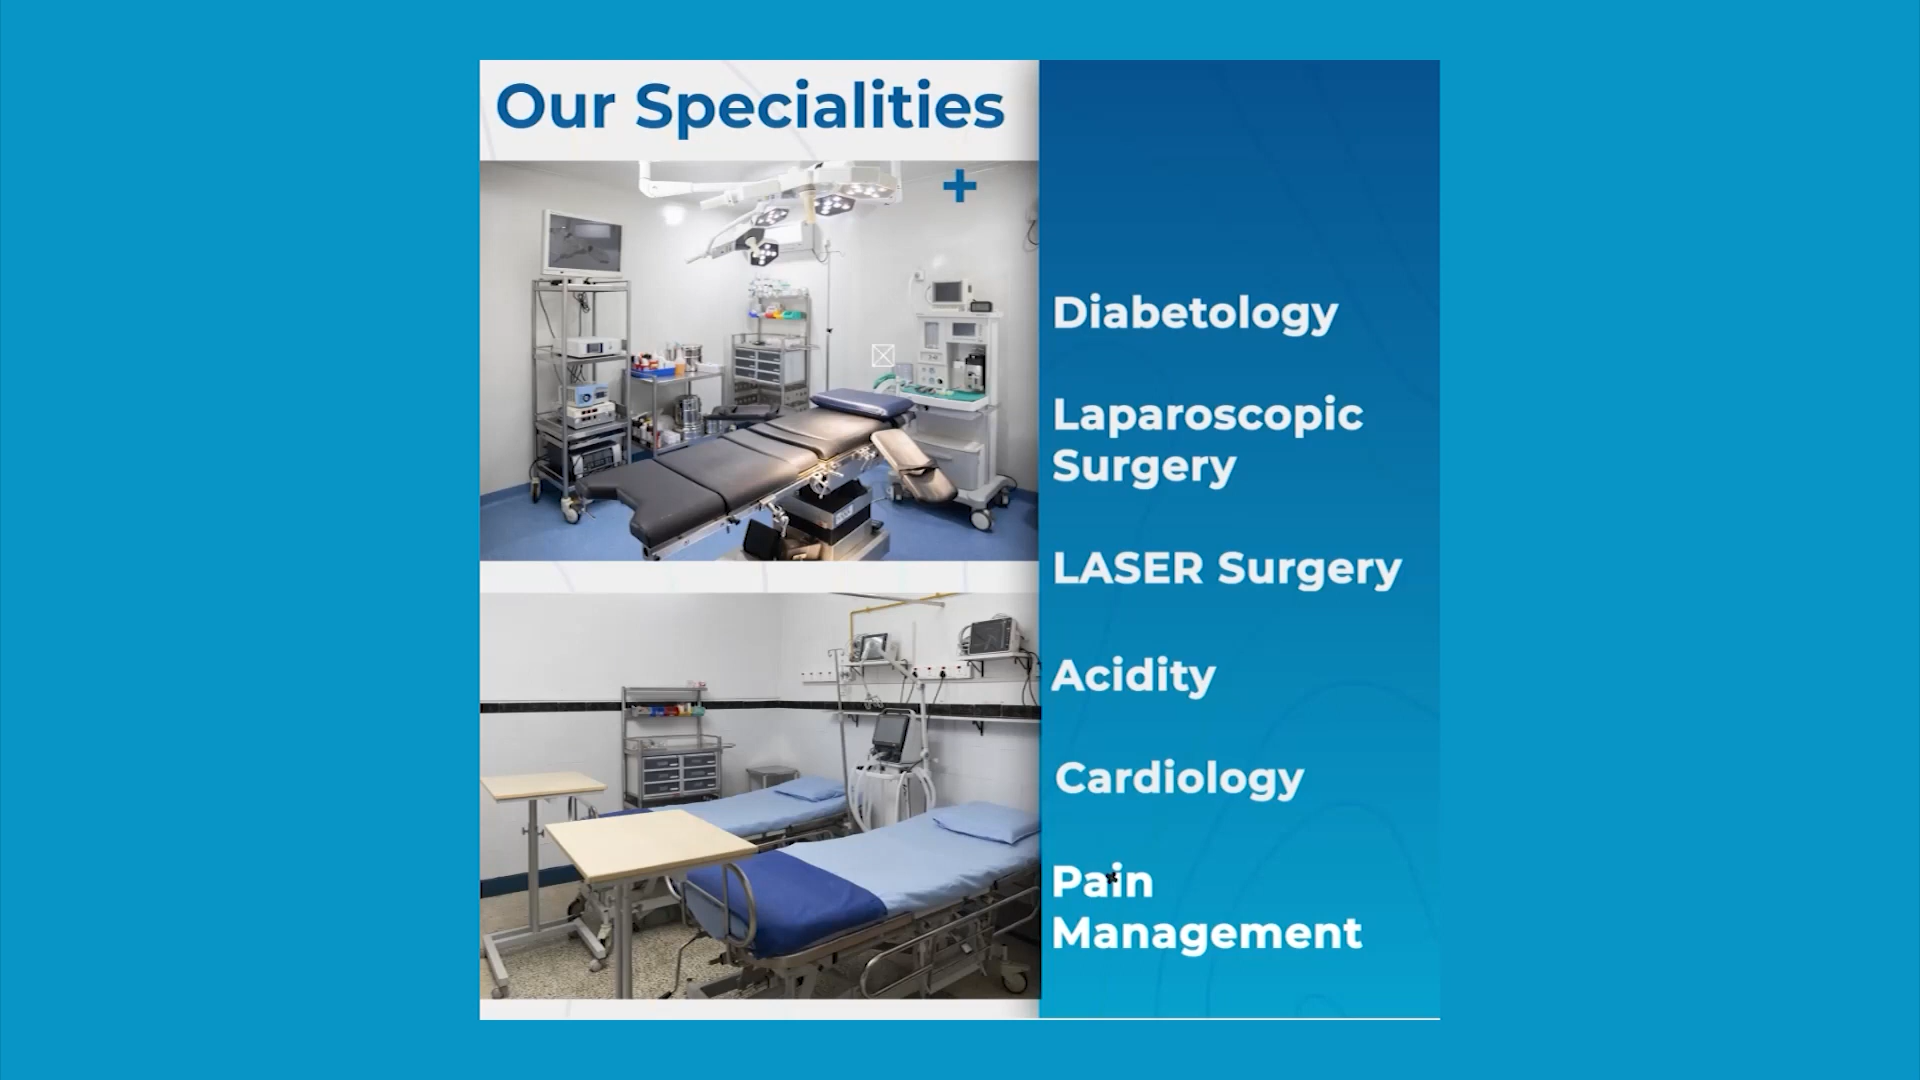 Our Specialities
Diabetology
Laparoscopic
Surgery
LASER Surgery
Acidity
Cardiology
Pain
Management